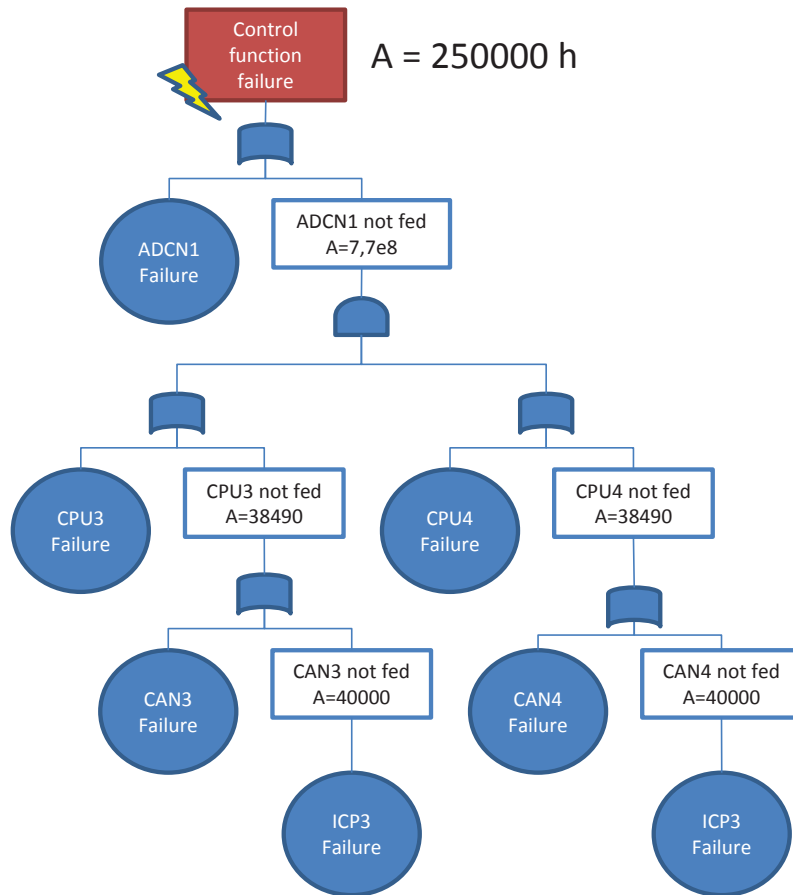 Control
function
failure
A = 250000 h
ADCN1
Failure
ADCN1 not fed
A=7,7e8
CPU3
Failure
CPU3 not fed
A=38490
CPU4
Failure
CPU4 not fed
A=38490
CAN3
Failure
CAN3 not fed
A=40000
CAN4
Failure
CAN4 not fed
A=40000
ICP3
Failure
ICP3
Failure